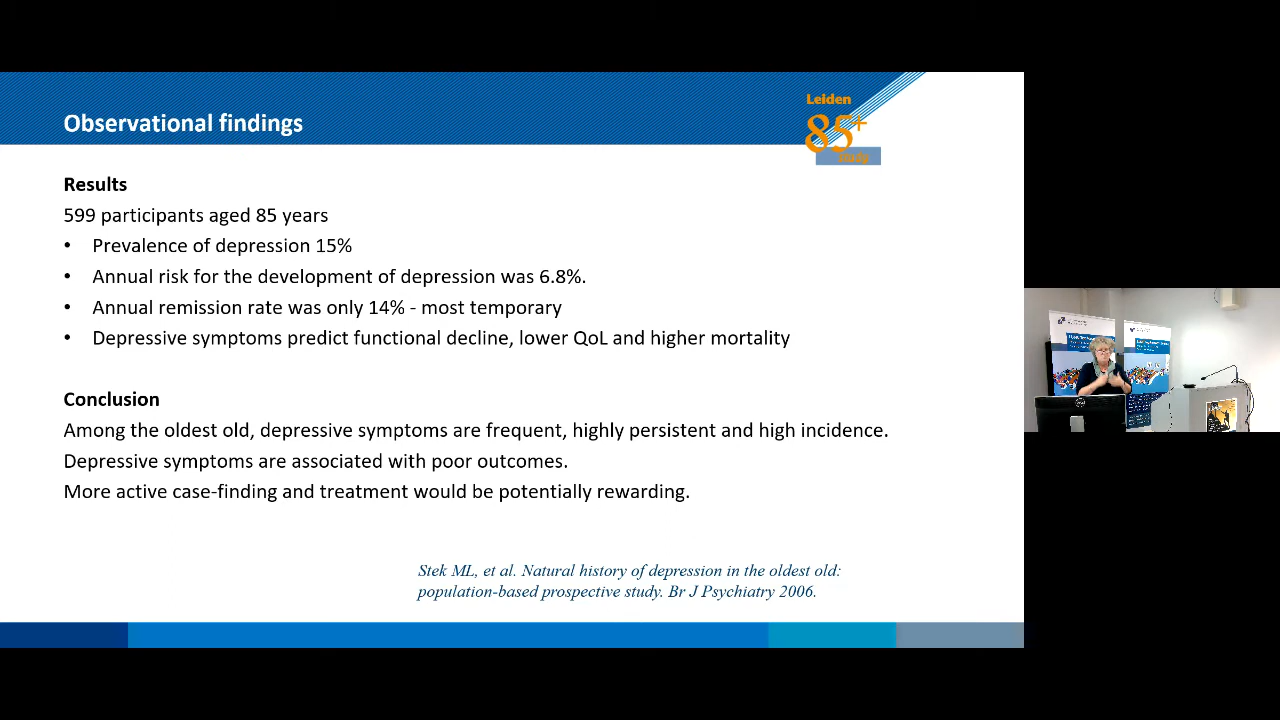 Observational findings
Leiden
85+
Study
Results
599 participants aged 85 years
• Prevalence of depression 15%
• Annual risk for the development of depression was 6.8%.
• Annual remission rate was only 14% - most temporary
• Depressive symptoms predict functional decline, lower QoL and higher mortality
Conclusion
Among the oldest old, depressive symptoms are frequent, highly persistent and high incidence.
Depressive symptoms are associated with poor outcomes.
More active case-finding and treatment would be potentially rewarding.
Stek ML, et al. Natural history of depression in the oldest old:
population-based prospective study. Br J Psychiatry 2006.